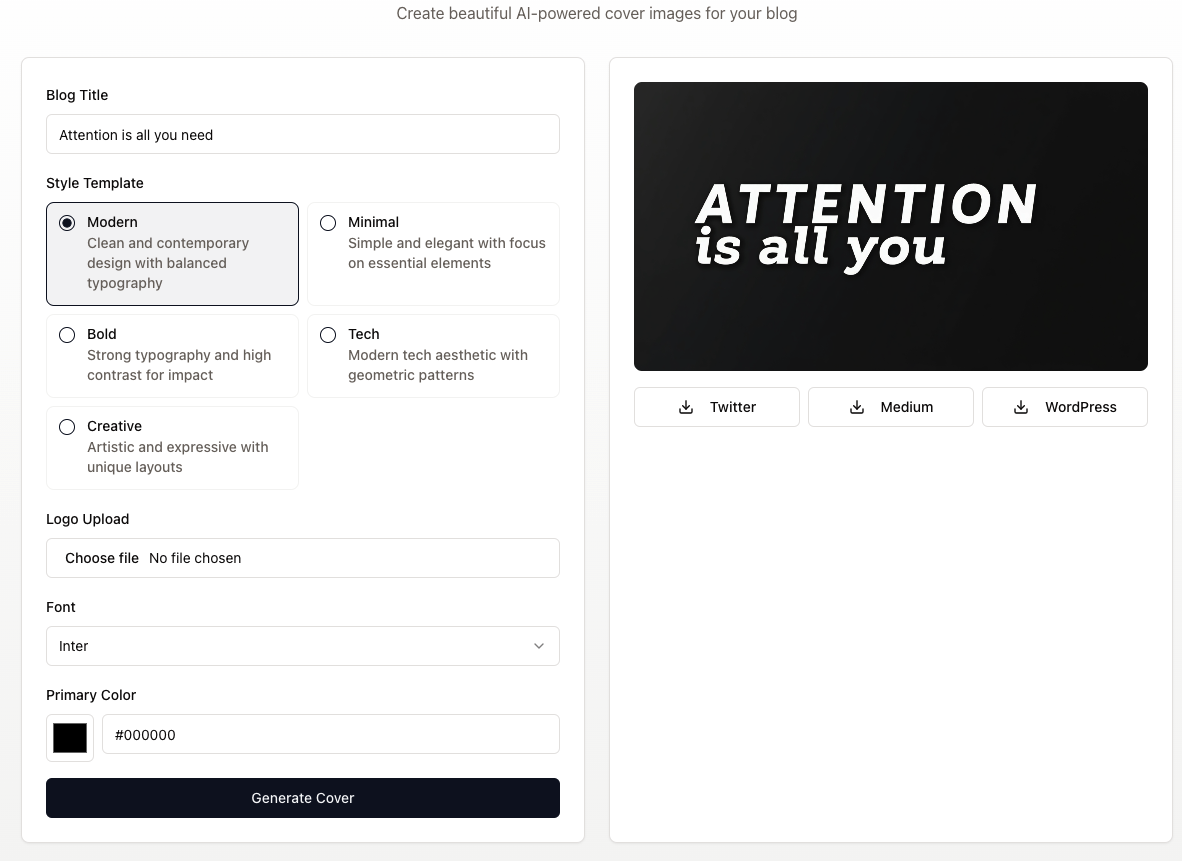 Create beautiful AI-powered cover images for your blog
Blog Title
Attention is all you need
Style Template
Modern
Clean and contemporary
design with balanced
typography
Minimal
Simple and elegant with focus
on essential elements
Bold
Strong typography and high
contrast for impact
Tech
Modern tech aesthetic with
geometric patterns
Creative
Artistic and expressive with
unique layouts
Logo Upload
Choose file No file chosen
Font
Inter
Primary Color
#000000
Generate Cover
ATTENTION
is all you
Twitter
Medium
WordPress